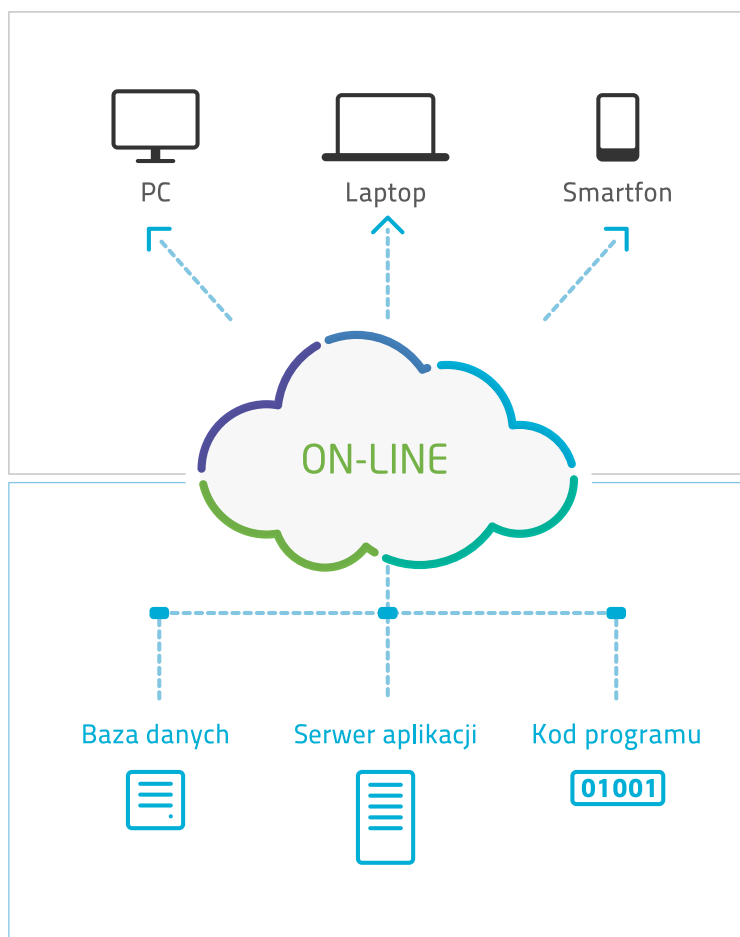 PC
Laptop
Smartfon
ON-LINE
Baza danych
Serwer aplikacji
Kod programu
01001